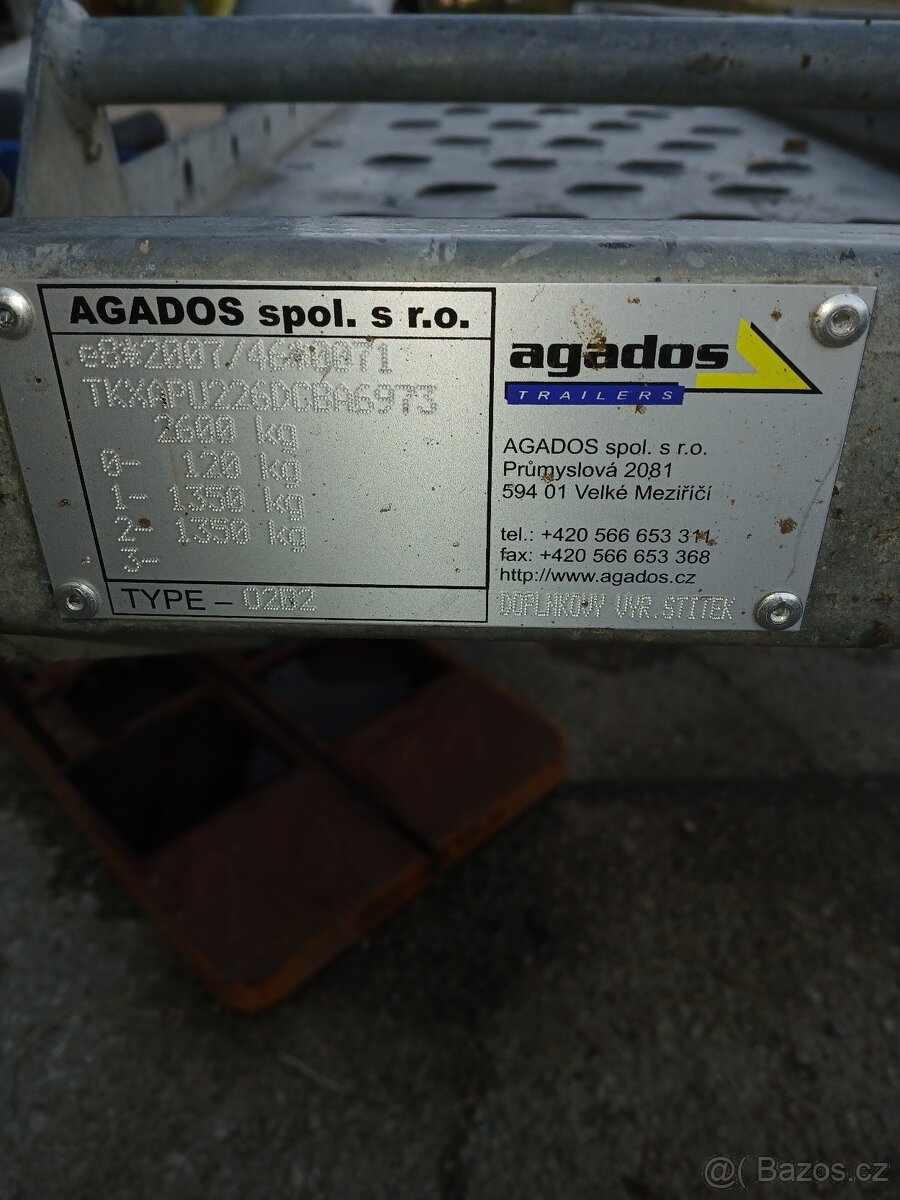 AGADOS spol. s r.o.
e8*2007/46*0071
TKXAPU226DCBA6973
2600 kg
0- 120 kg
1- 1350 kg
2- 1350 kg
3-
TYPE - O2B2
agados
TRAILERS
AGADOS spol. s r.o.
Průmyslová 2081
594 01 Velké Meziříčí
tel.: +420 566 653 311
fax: +420 566 653 368
http://www.agados.cz
DOPLNKOVY VYR.STITEK
@( Bazos.cz